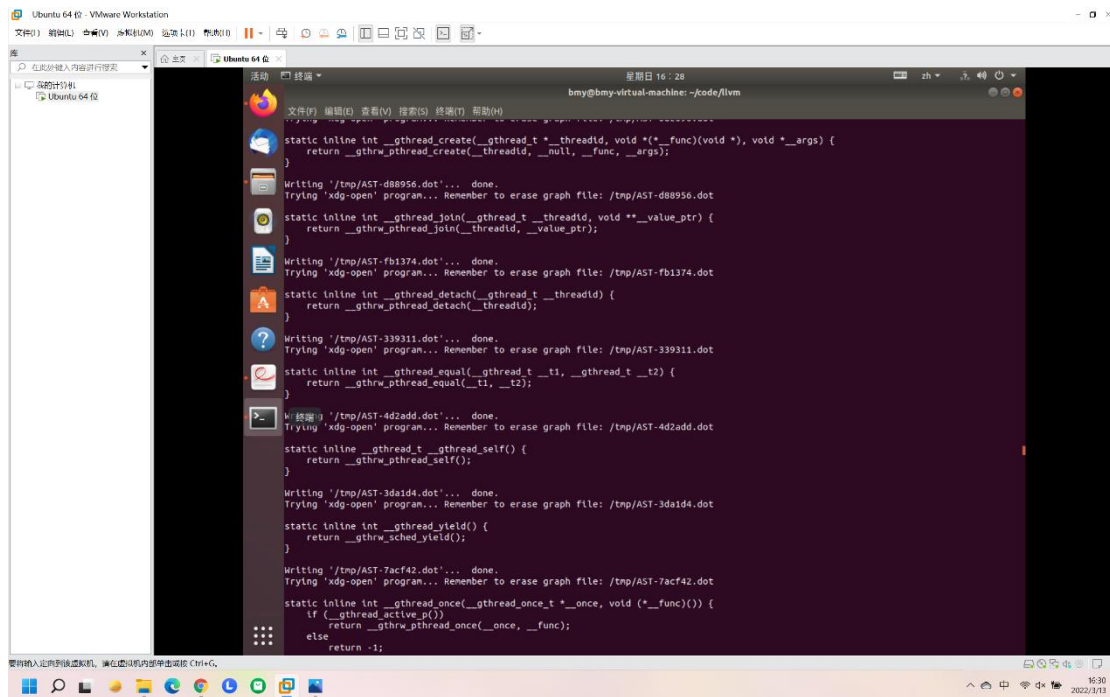 Ubuntu 64 位 - VMware Workstation
文件(F) 编辑(E) 查看(V) 虚拟机(M) 选项卡(T) 帮助(H)
库
在此处键入内容进行搜索
我的计算机
Ubuntu 64 位
主页
Ubuntu 64 位
活动
终端
星期日 16：28
zh
bmy@bmy-virtual-machine: ~/code/llvm
文件(F) 编辑(E) 查看(V) 搜索(S) 终端(T) 帮助(H)
static inline int __gthread_create(__gthread_t *__threadid, void *(*__func)(void *), void *__args) {
return __gthrw_pthread_create(__threadid, __null, __func, __args);
}
Writing '/tmp/AST-d88956.dot'... done.
Trying 'xdg-open' program... Remember to erase graph file: /tmp/AST-d88956.dot
static inline int __gthread_join(__gthread_t __threadid, void **__value_ptr) {
return __gthrw_pthread_join(__threadid, __value_ptr);
}
Writing '/tmp/AST-fb1374.dot'... done.
Trying 'xdg-open' program... Remember to erase graph file: /tmp/AST-fb1374.dot
static inline int __gthread_detach(__gthread_t __threadid) {
return __gthrw_pthread_detach(__threadid);
}
Writing '/tmp/AST-339311.dot'... done.
Trying 'xdg-open' program... Remember to erase graph file: /tmp/AST-339311.dot
static inline int __gthread_equal(__gthread_t __t1, __gthread_t __t2) {
return __gthrw_pthread_equal(__t1, __t2);
}
终端
'/tmp/AST-4d2add.dot'... done.
Trying 'xdg-open' program... Remember to erase graph file: /tmp/AST-4d2add.dot
static inline __gthread_t __gthread_self() {
return __gthrw_pthread_self();
}
Writing '/tmp/AST-3da1d4.dot'... done.
Trying 'xdg-open' program... Remember to erase graph file: /tmp/AST-3da1d4.dot
static inline int __gthread_yield() {
return __gthrw_sched_yield();
}
Writing '/tmp/AST-7acf42.dot'... done.
Trying 'xdg-open' program... Remember to erase graph file: /tmp/AST-7acf42.dot
static inline int __gthread_once(__gthread_once_t *__once, void (*__func)()) {
if (__gthread_active_p())
return __gthrw_pthread_once(__once, __func);
else
return -1;
要将输入定向到该虚拟机，请在虚拟机内部单击或按 Ctrl+G。
中
16:30